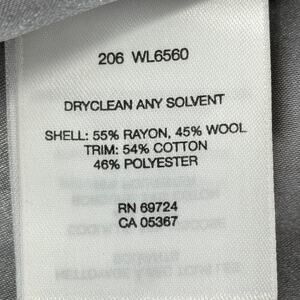 206 WL6560
DRYCLEAN ANY SOLVENT
SHELL: 55% RAYON, 45% WOOL
TRIM: 54% COTTON
46% POLYESTER
RN 69724
CA 05367